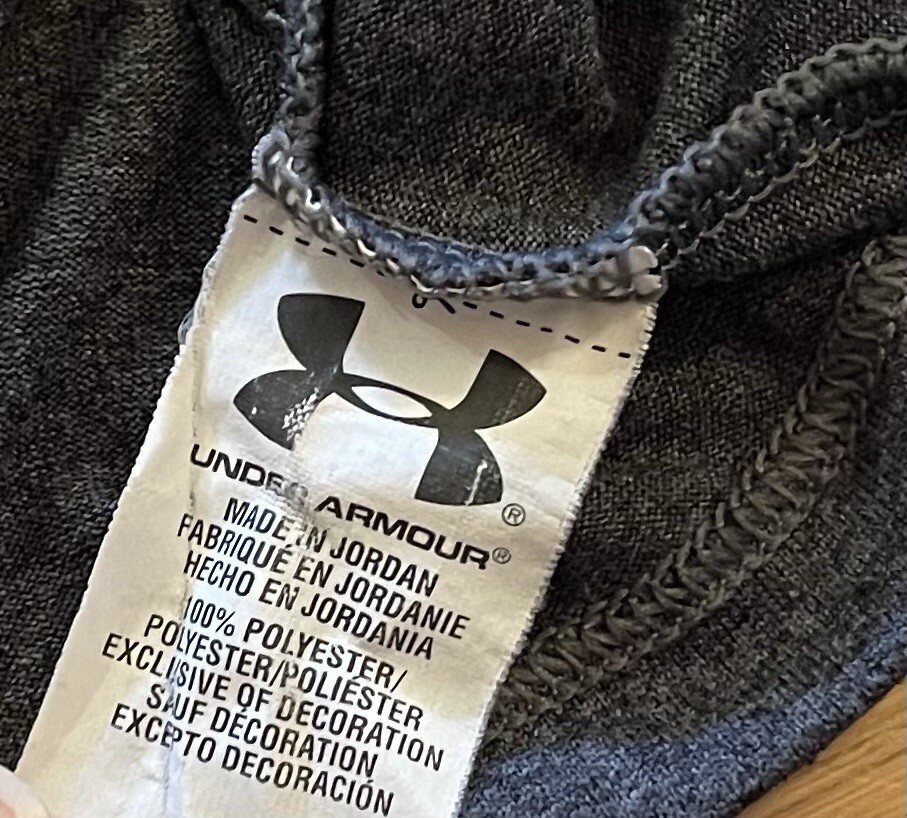 UNDER ARMOUR®
MADE IN JORDAN
FABRIQUÉ EN JORDANIE
HECHO EN JORDANIA
100% POLYESTER/
POLYESTER/POLIÉSTER
EXCLUSIVE OF DECORATION
SAUF DÉCORATION
EXCEPTO DECORACIÓN